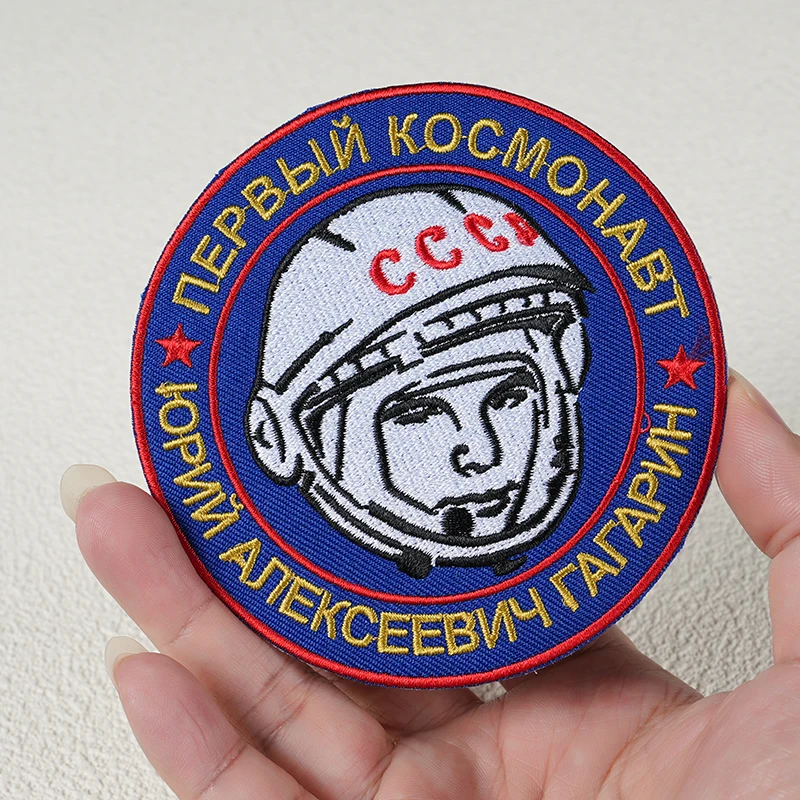 ПЕРВЫЙ КОСМОНАВТ
СССР
ЮРИЙ АЛЕКСЕЕВИЧ ГАГАРИН